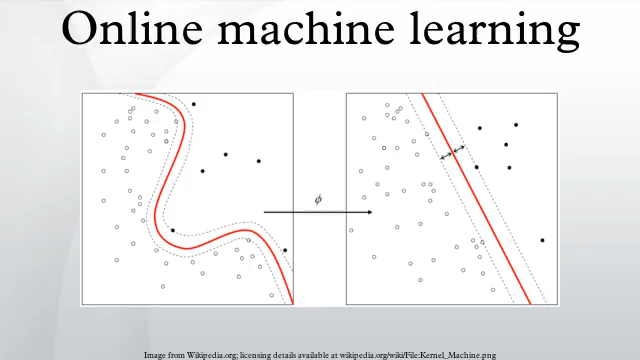 Online machine learning
ϕ
Image from Wikipedia.org; licensing details available at wikipedia.org/wiki/File:Kernel_Machine.png